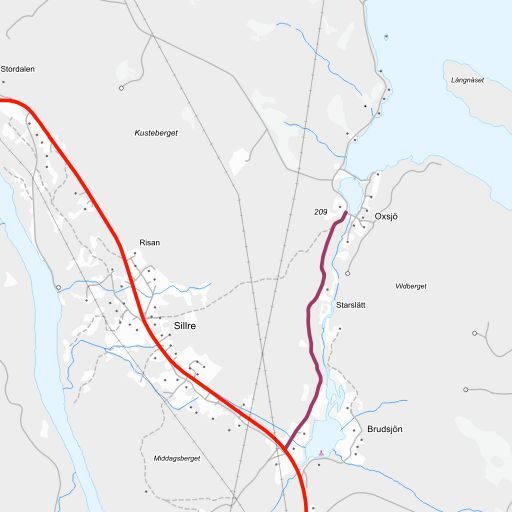 Stordalen
Långnäset
Kusteberget
209
Oxsjö
Risan
Widberget
Starslätt
Sillre
Brudsjön
Middagsberget